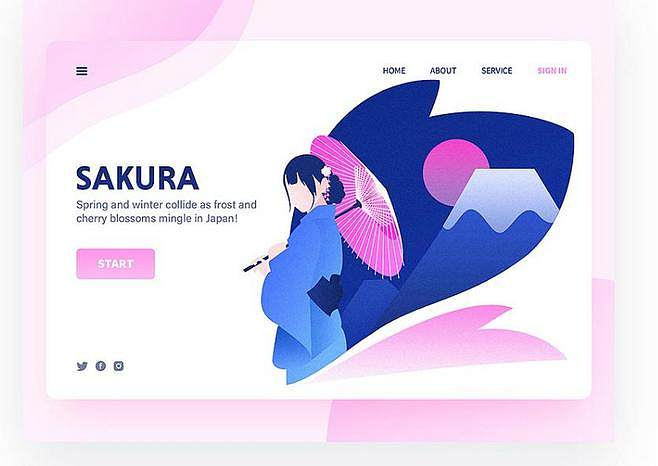 HOME ABOUT SERVICE SIGN IN
SAKURA
Spring and winter collide as frost and
cherry blossoms mingle in Japan!
START